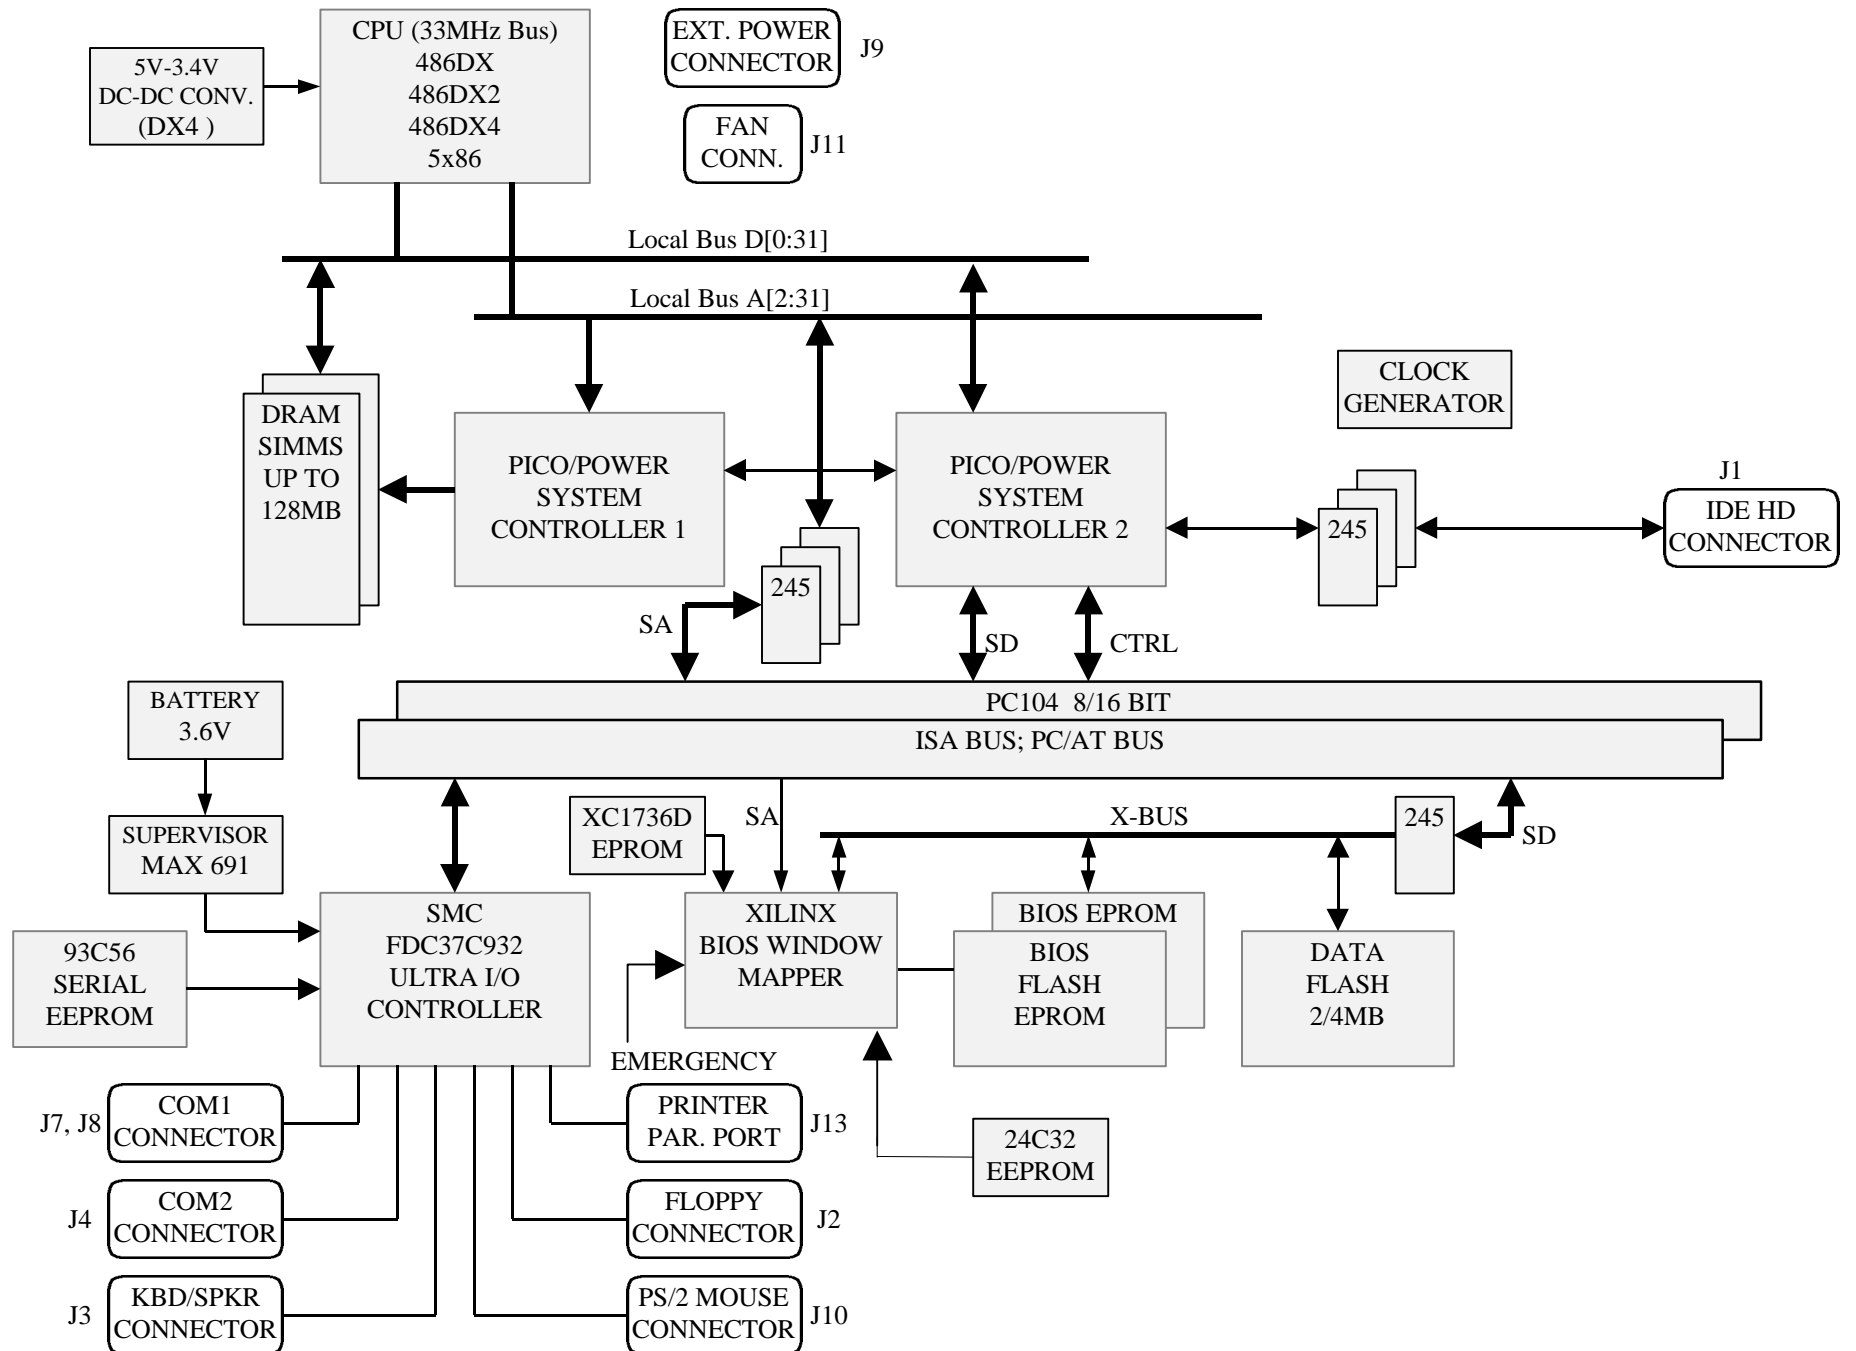 CPU (33MHz Bus)
486DX
486DX2
486DX4
5x86
5V-3.4V
DC-DC CONV.
(DX4 )
EXT. POWER
CONNECTOR
J9
FAN
CONN.
J11
Local Bus D[0:31]
Local Bus A[2:31]
DRAM
SIMMS
UP TO
128MB
PICO/POWER
SYSTEM
CONTROLLER 1
PICO/POWER
SYSTEM
CONTROLLER 2
CLOCK
GENERATOR
245
J1
IDE HD
CONNECTOR
245
SA
SD
CTRL
PC104 8/16 BIT
ISA BUS; PC/AT BUS
BATTERY
3.6V
SUPERVISOR
MAX 691
93C56
SERIAL
EEPROM
SMC
FDC37C932
ULTRA I/O
CONTROLLER
XC1736D
EPROM
SA
X-BUS
245
SD
XILINX
BIOS WINDOW
MAPPER
BIOS EPROM
BIOS
FLASH
EPROM
DATA
FLASH
2/4MB
EMERGENCY
24C32
EEPROM
J7, J8
COM1
CONNECTOR
PRINTER
PAR. PORT
J13
J4
COM2
CONNECTOR
FLOPPY
CONNECTOR
J2
J3
KBD/SPKR
CONNECTOR
PS/2 MOUSE
CONNECTOR
J10